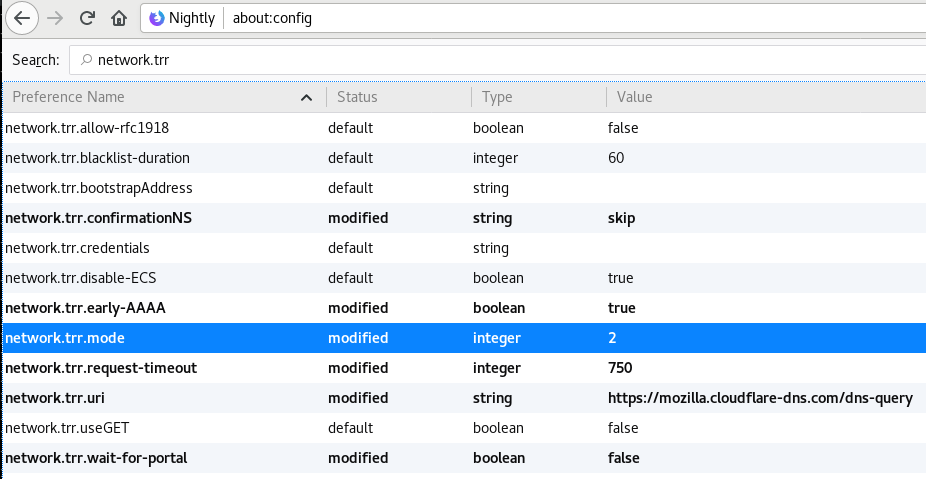 Nightly about:config
Search: network.trr
Preference Name Status Type Value
network.trr.allow-rfc1918 default boolean false
network.trr.blacklist-duration default integer 60
network.trr.bootstrapAddress default string
network.trr.confirmationNS modified string skip
network.trr.credentials default string
network.trr.disable-ECS default boolean true
network.trr.early-AAAA modified boolean true
network.trr.mode modified integer 2
network.trr.request-timeout modified integer 750
network.trr.uri modified string https://mozilla.cloudflare-dns.com/dns-query
network.trr.useGET default boolean false
network.trr.wait-for-portal modified boolean false